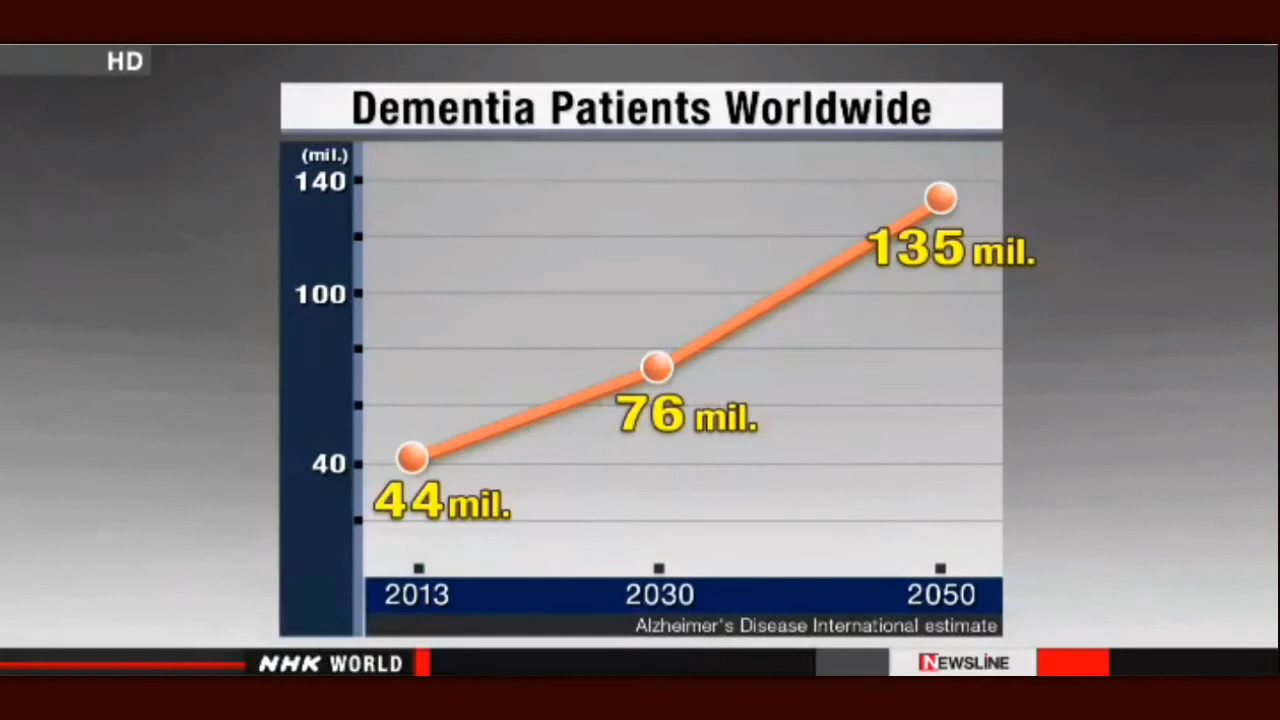 HD
Dementia Patients Worldwide
(mil.)
140
135 mil.
100
76 mil.
40
44 mil.
2013 2030 2050
Alzheimer's Disease International estimate
NHK WORLD NEWSLINE